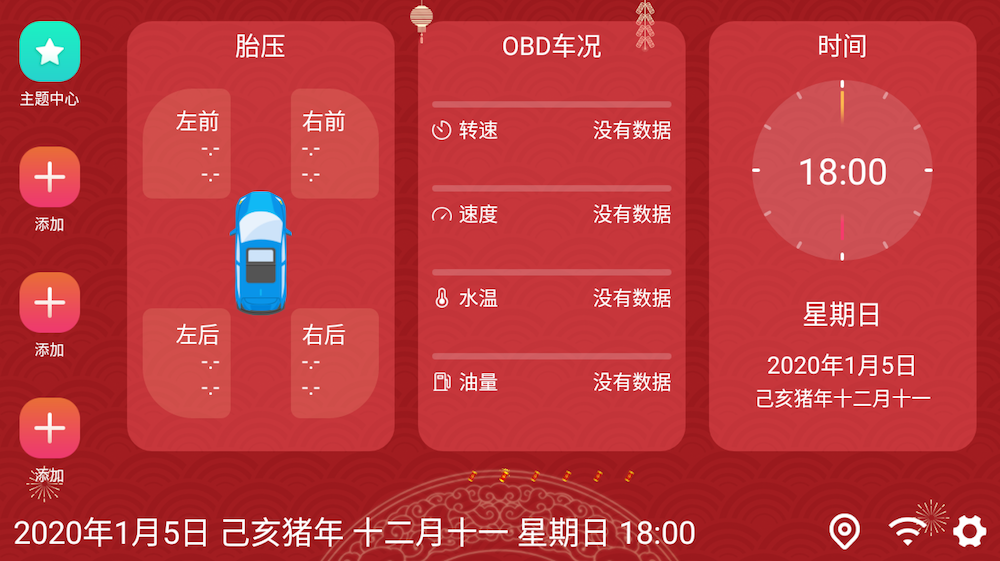 主题中心
添加
添加
添加
胎压
左前
右前
-.-
-.-
-.-
-.-
左后
右后
-.-
-.-
-.-
-.-
OBD车况
转速 没有数据
速度 没有数据
水温 没有数据
油量 没有数据
时间
18:00
星期日
2020年1月5日
己亥猪年十二月十一
2020年1月5日 己亥猪年 十二月十一 星期日 18:00